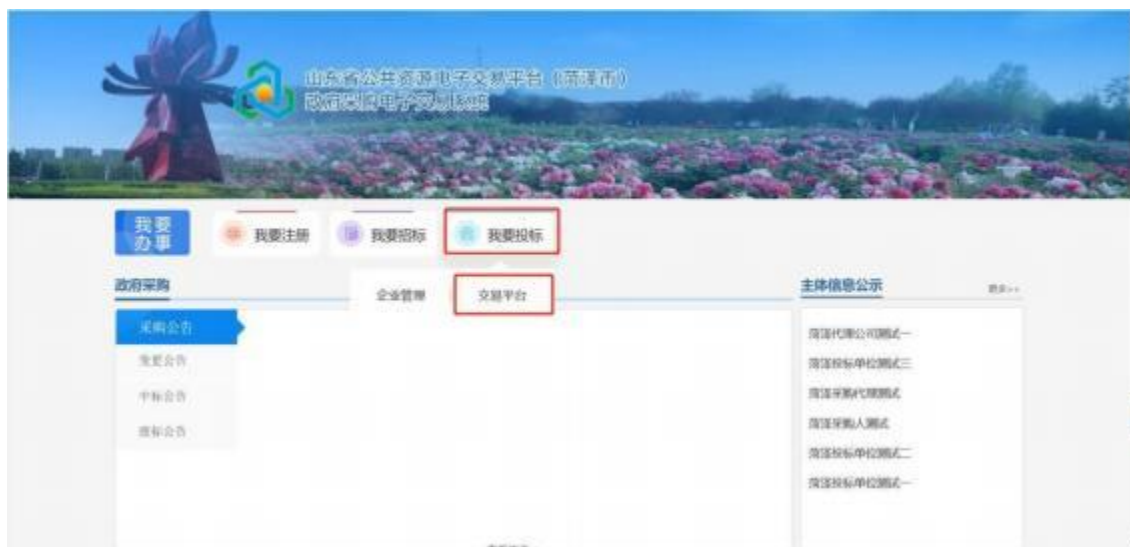 山东省公共资源电子交易平台（菏泽市）
政府采购电子交易系统
我要
办事
我要注册
我要招标
我要投标
政府采购
企业管理
交易平台
主体信息公示
更多>>
采购公告
变更公告
中标公告
废标公告
菏泽代理公司测试一
菏泽投标单位测试三
菏泽采购代理测试
菏泽采购人测试
菏泽投标单位测试二
菏泽投标单位测试一